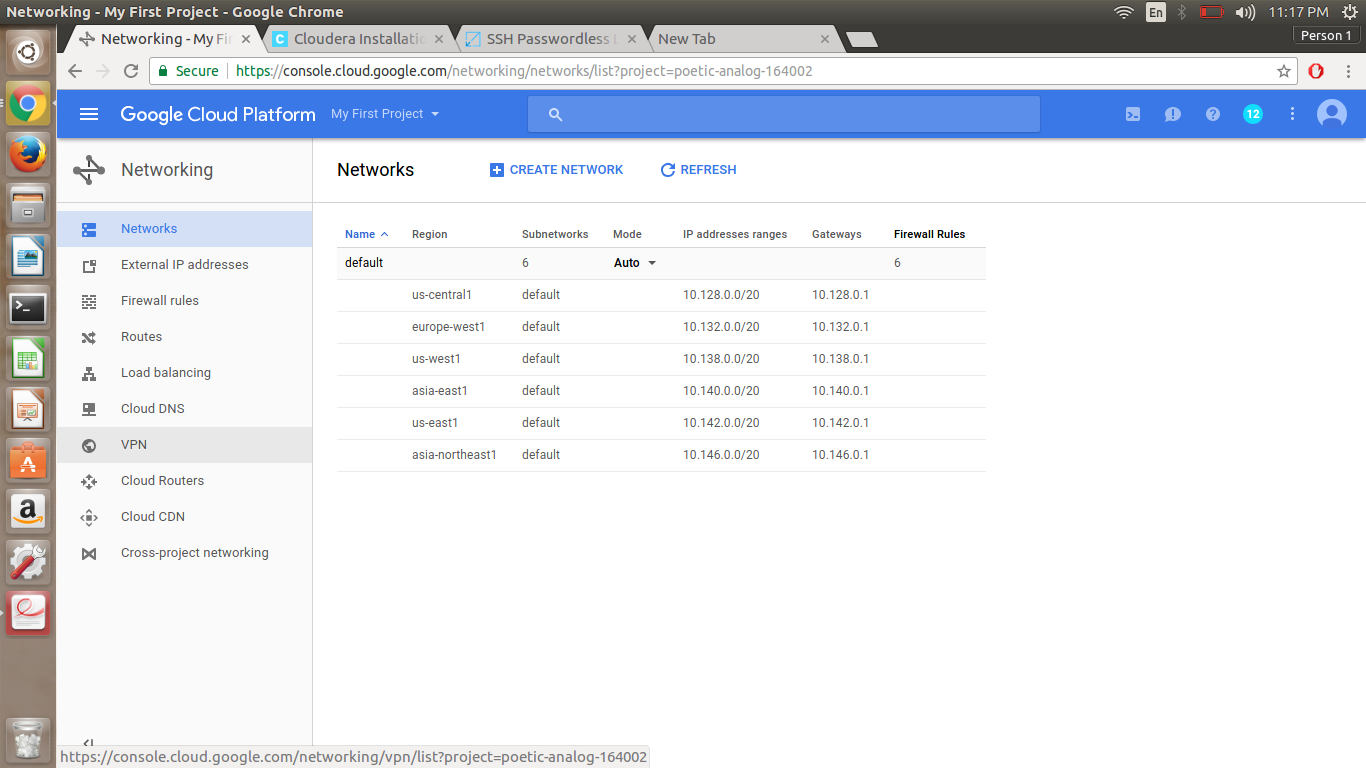 Networking - My First Project - Google Chrome
En
11:17 PM
Networking - My Fi
Cloudera Installati
SSH Passwordless
New Tab
Person 1
Secure
https://console.cloud.google.com/networking/networks/list?project=poetic-analog-164002
Google Cloud Platform
My First Project
12
Networking
Networks
CREATE NETWORK
REFRESH
Networks
External IP addresses
Firewall rules
Routes
Load balancing
Cloud DNS
VPN
Cloud Routers
Cloud CDN
Cross-project networking
Name Region Subnetworks Mode IP addresses ranges Gateways Firewall Rules
default 6 Auto 6
us-central1 default 10.128.0.0/20 10.128.0.1
europe-west1 default 10.132.0.0/20 10.132.0.1
us-west1 default 10.138.0.0/20 10.138.0.1
asia-east1 default 10.140.0.0/20 10.140.0.1
us-east1 default 10.142.0.0/20 10.142.0.1
asia-northeast1 default 10.146.0.0/20 10.146.0.1
https://console.cloud.google.com/networking/vpn/list?project=poetic-analog-164002